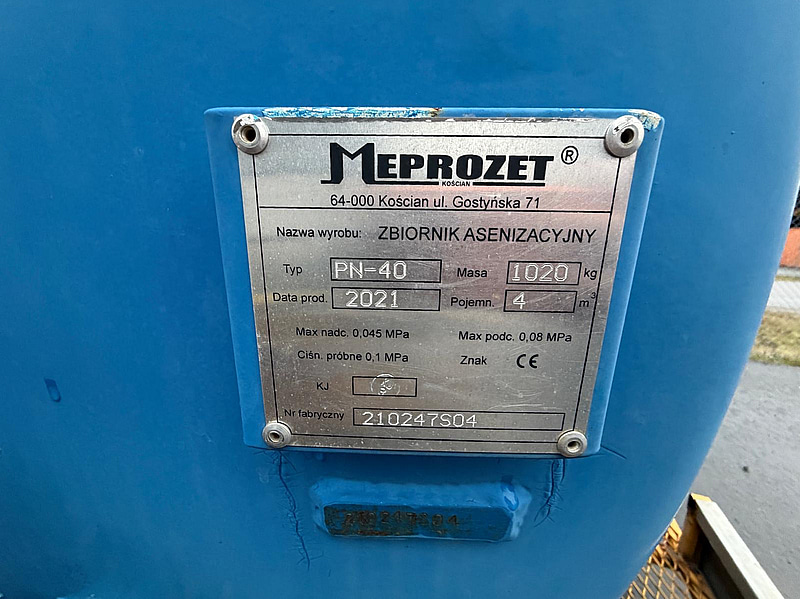 MEPROZET ®
KOŚCIAN
64-000 Kościan ul. Gostyńska 71
Nazwa wyrobu: ZBIORNIK ASENIZACYJNY
Typ PN-40 Masa 1020 kg
Data prod. 2021 Pojemn. 4 m³
Max nadc. 0,045 MPa Max podc. 0,08 MPa
Ciśn. próbne 0,1 MPa Znak CE
KJ
Nr fabryczny 210247S04